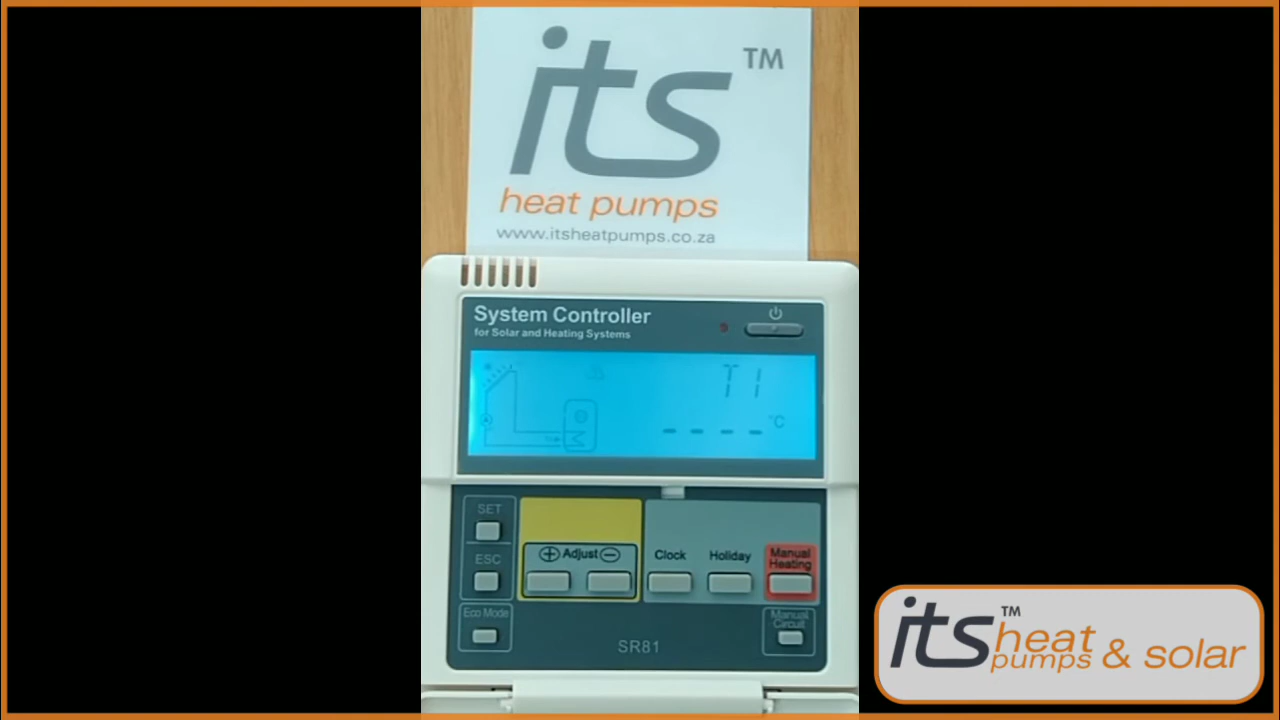 its TM
heat pumps
www.itsheatpumps.co.za
System Controller
for Solar and Heating Systems
T1
- - - - °C
SET
ESC
Eco Mode
+ Adjust -
Clock
Holiday
Manual
Heating
Manual
Circuit
SR81
its TM heat
pumps & solar